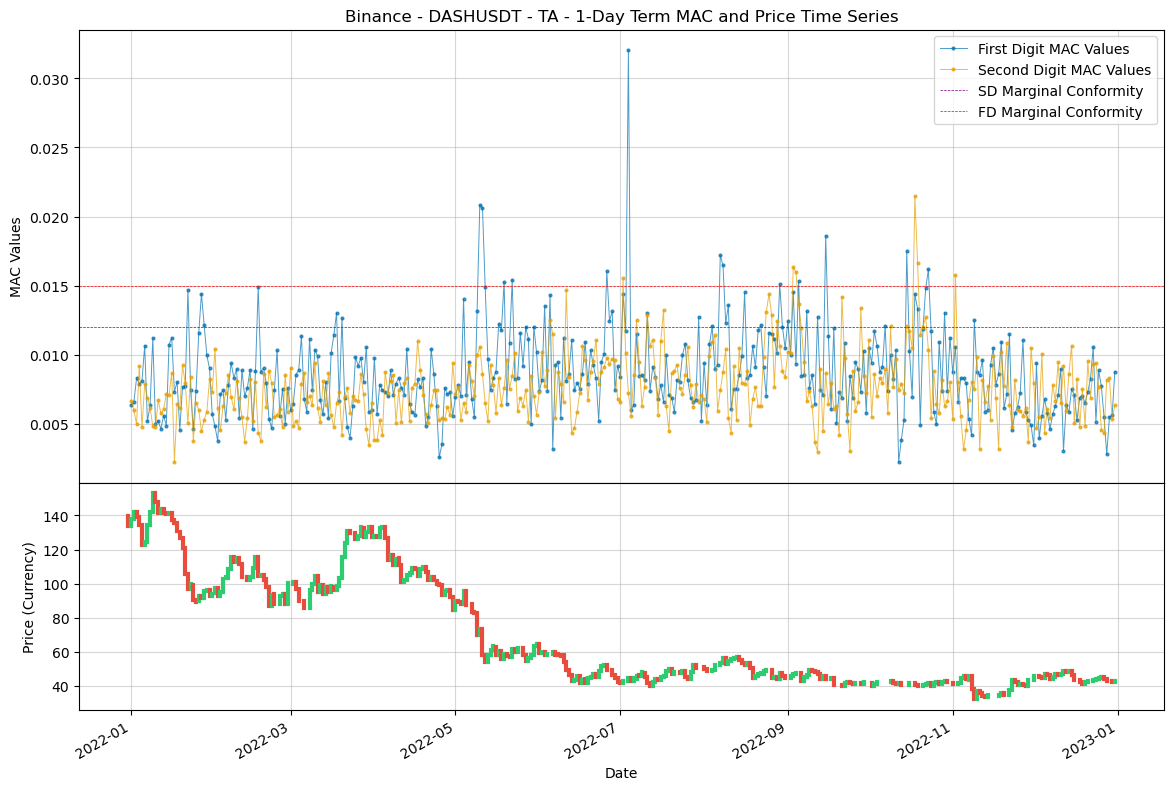 Binance - DASHUSDT - TA - 1-Day Term MAC and Price Time Series
First Digit MAC Values
Second Digit MAC Values
SD Marginal Conformity
FD Marginal Conformity
MAC Values
0.030
0.025
0.020
0.015
0.010
0.005
Price (Currency)
140
120
100
80
60
40
2022-01
2022-03
2022-05
2022-07
2022-09
2022-11
2023-01
Date